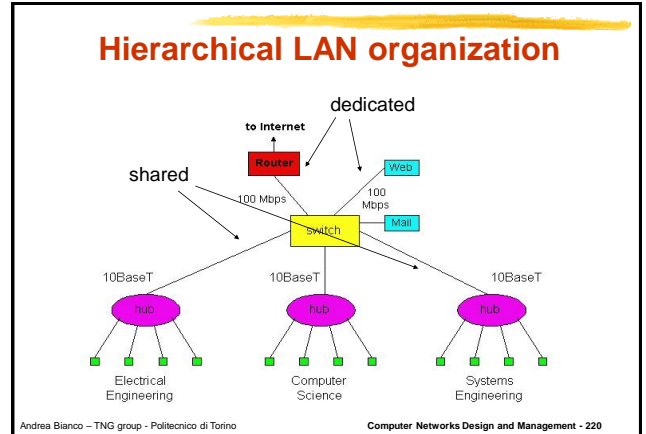 Hierarchical LAN organization
dedicated
to Internet
Router
Web
shared
100 Mbps
100
Mbps
Mail
switch
10BaseT
10BaseT
10BaseT
hub
hub
hub
Electrical
Engineering
Computer
Science
Systems
Engineering
Andrea Bianco – TNG group - Politecnico di Torino
Computer Networks Design and Management - 220